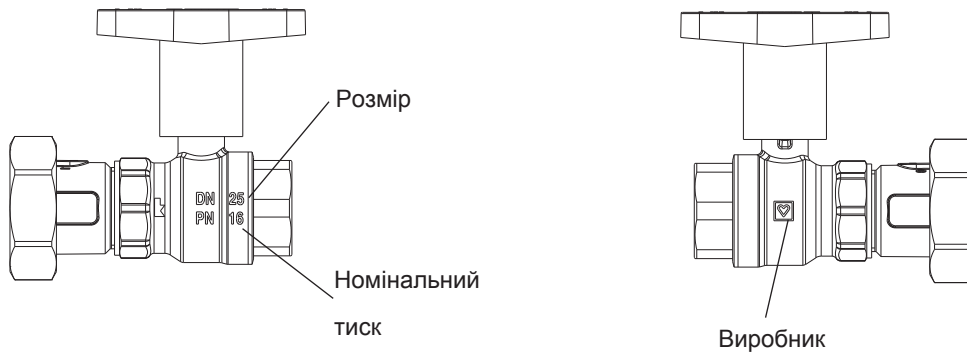 Розмір
DN 25
PN 16
Номінальний
тиск
Виробник